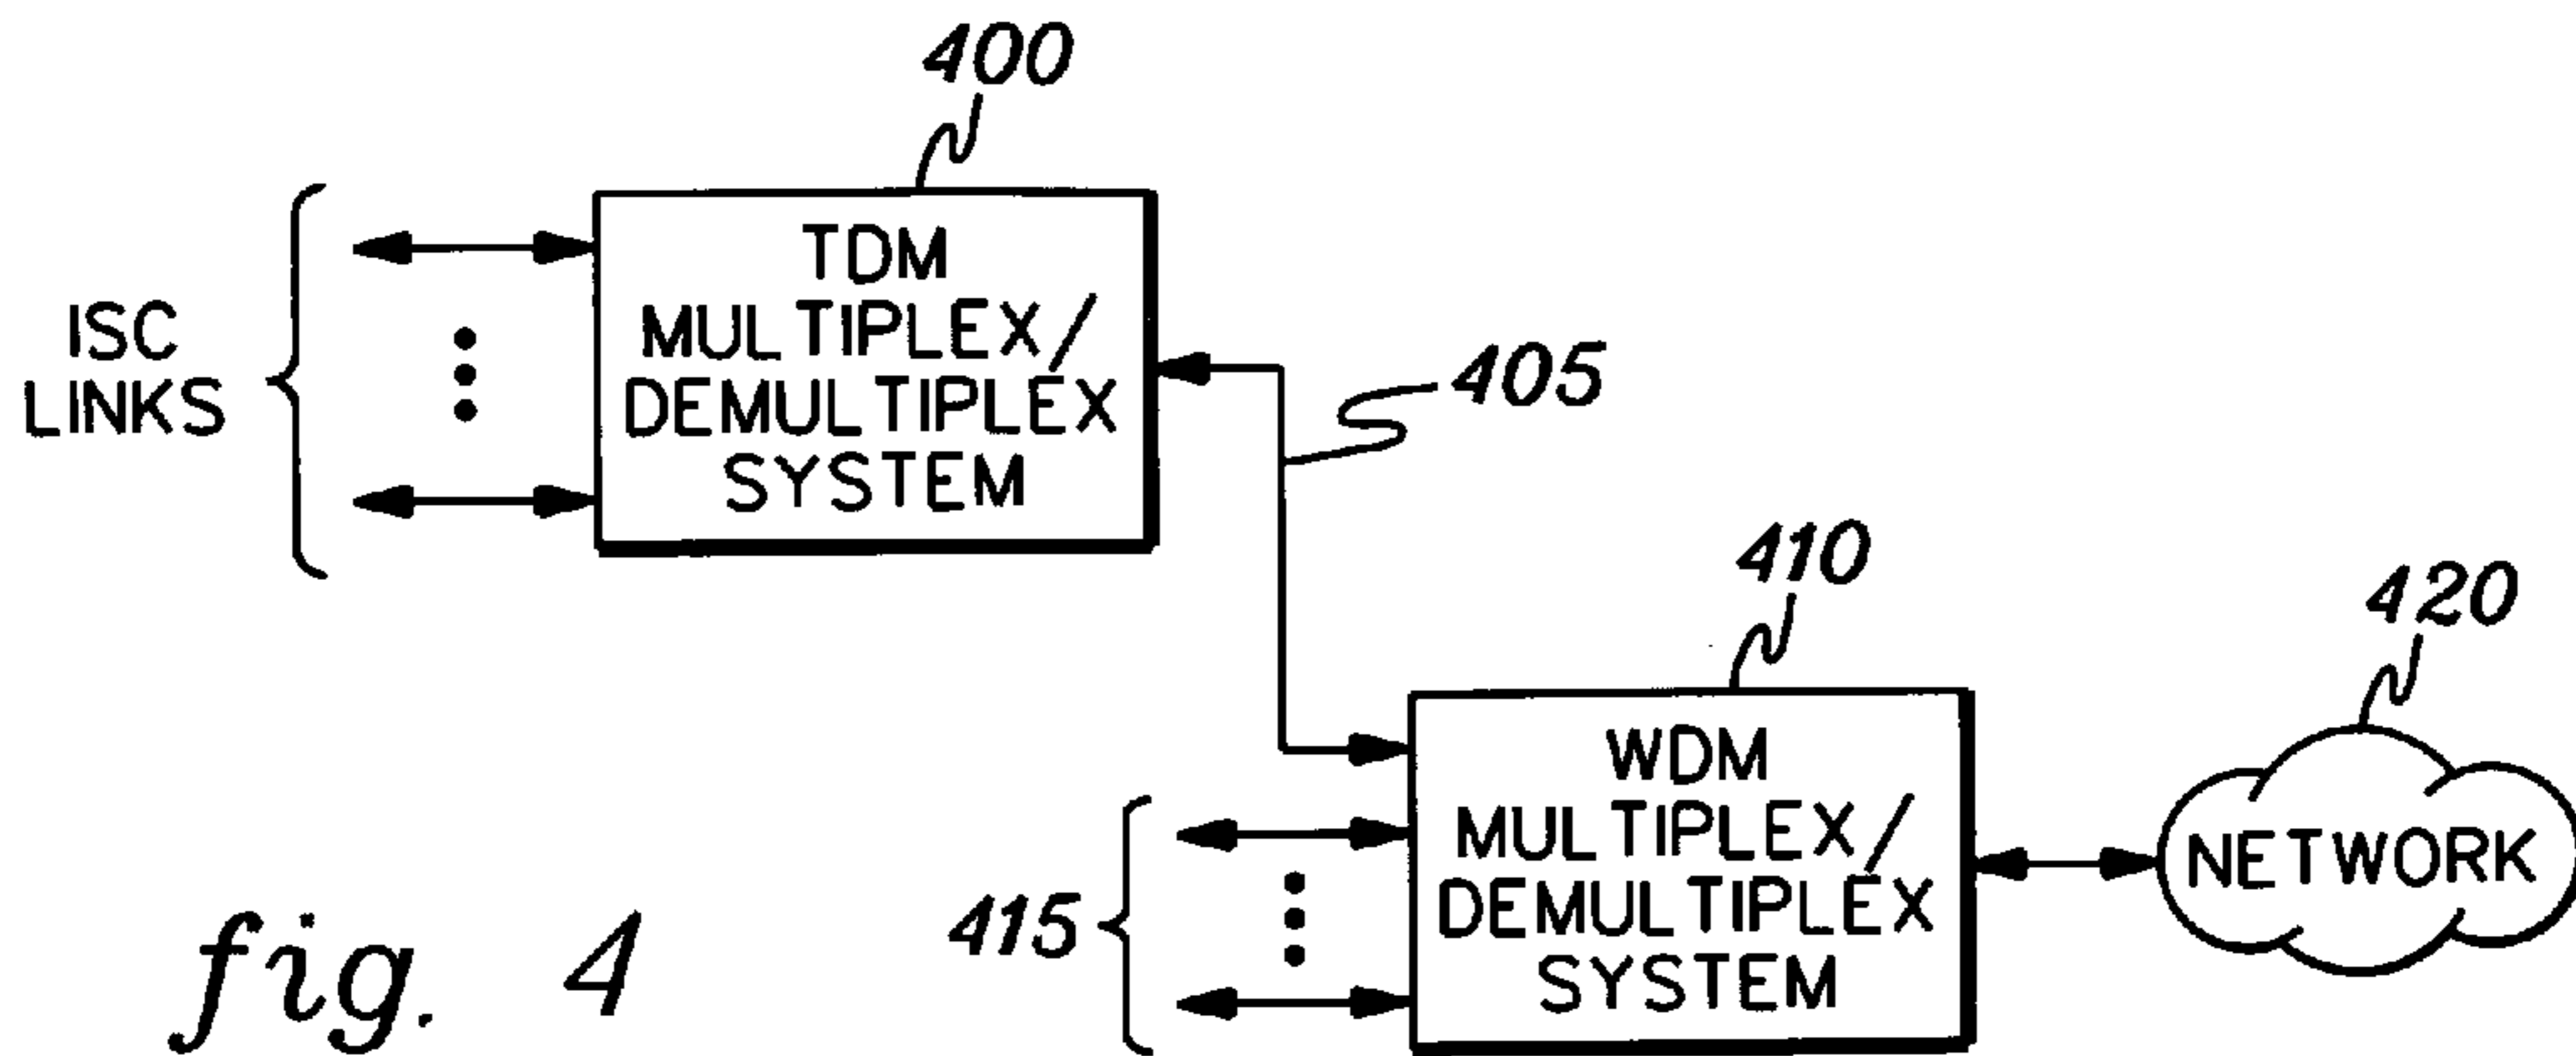 400
ISC
LINKS
TDM
MULTIPLEX/
DEMULTIPLEX
SYSTEM
405
410
420
WDM
MULTIPLEX/
DEMULTIPLEX
SYSTEM
NETWORK
415
fig. 4